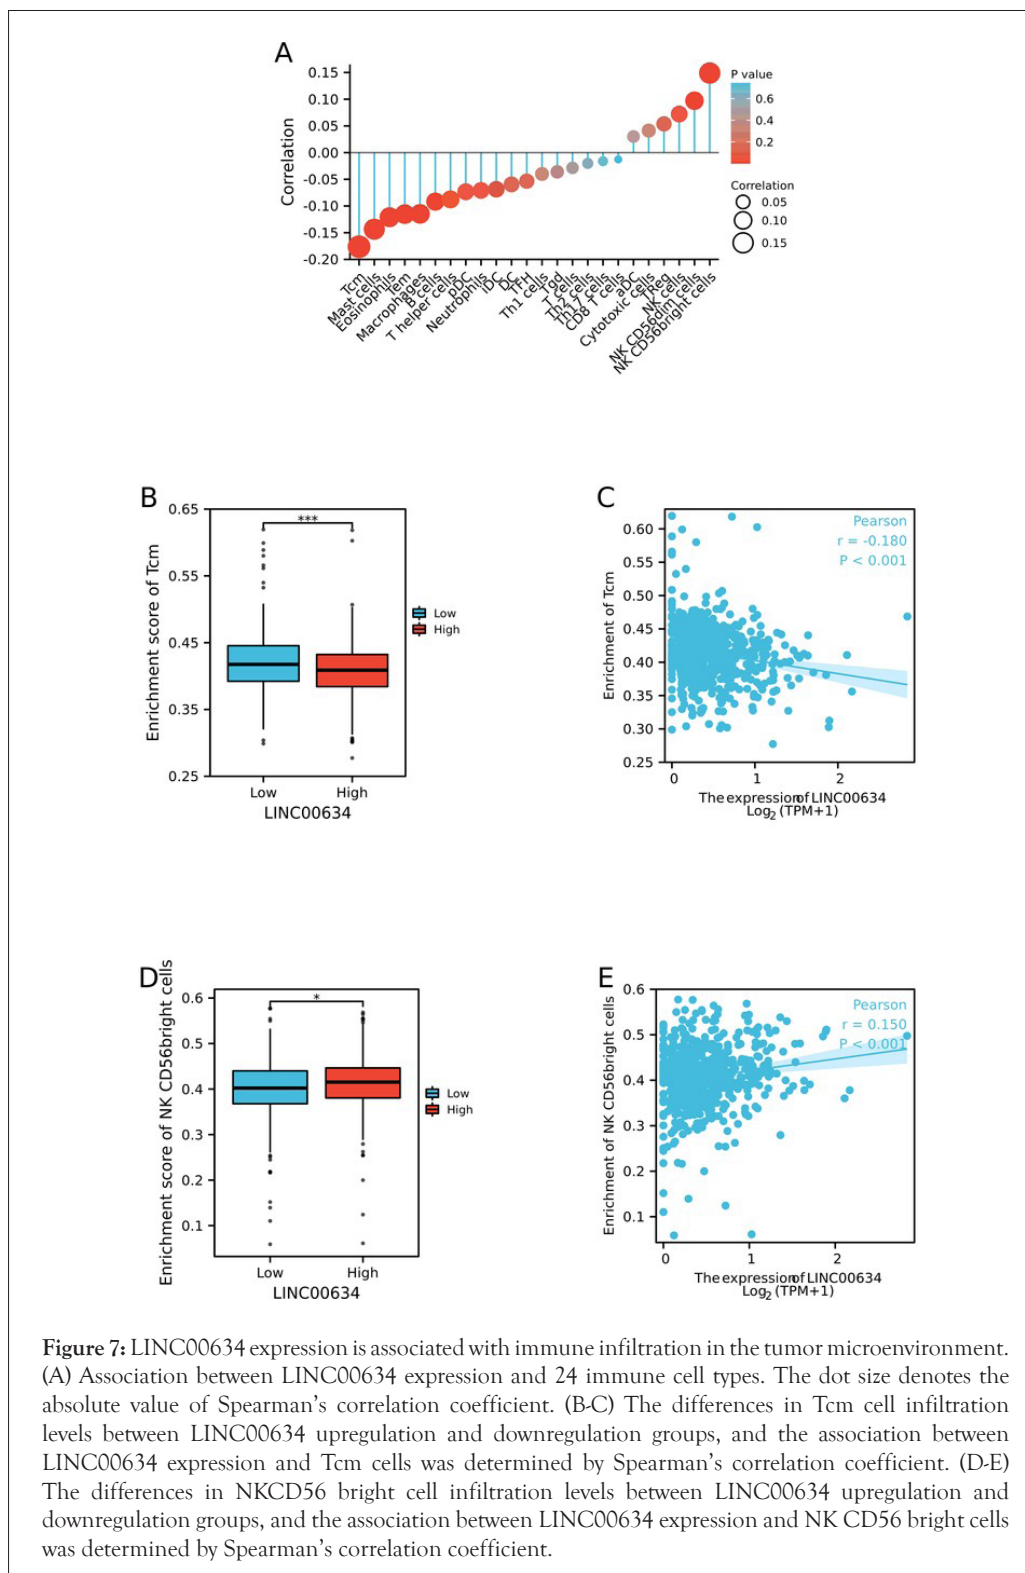 A
0.15
0.10
0.05
0.00
-0.05
-0.10
-0.15
-0.20
Correlation
Tcm
Mast cells
Eosinophils
Tem
Macrophages
B cells
T helper cells
pDC
Neutrophils
iDC
DC
TFH
Th1 cells
Tgd
T cells
Th2 cells
Th17 cells
CD8 T cells
aDC
Cytotoxic cells
T Reg
NK cells
NK CD56dim cells
NK CD56bright cells
P value
0.6
0.4
0.2
Correlation
0.05
0.10
0.15
B
Enrichment score of Tcm
0.65
0.55
0.45
0.35
0.25
***
Low
High
LINC00634
Low
High
C
Enrichment of Tcm
0.60
0.55
0.50
0.45
0.40
0.35
0.30
0.25
Pearson
r = -0.180
P < 0.001
0 1 2
The expression of LINC00634
Log2 (TPM+1)
D
Enrichment score of NK CD56bright cells
0.6
0.5
0.4
0.3
0.2
0.1
*
Low
High
LINC00634
Low
High
E
Enrichment of NK CD56bright cells
0.6
0.5
0.4
0.3
0.2
0.1
Pearson
r = 0.150
P < 0.001
0 1 2
The expression of LINC00634
Log2 (TPM+1)
Figure 7: LINC00634 expression is associated with immune infiltration in the tumor microenvironment.
(A) Association between LINC00634 expression and 24 immune cell types. The dot size denotes the
absolute value of Spearman's correlation coefficient. (B-C) The differences in Tcm cell infiltration
levels between LINC00634 upregulation and downregulation groups, and the association between
LINC00634 expression and Tcm cells was determined by Spearman's correlation coefficient. (D-E)
The differences in NKCD56 bright cell infiltration levels between LINC00634 upregulation and
downregulation groups, and the association between LINC00634 expression and NK CD56 bright cells
was determined by Spearman's correlation coefficient.